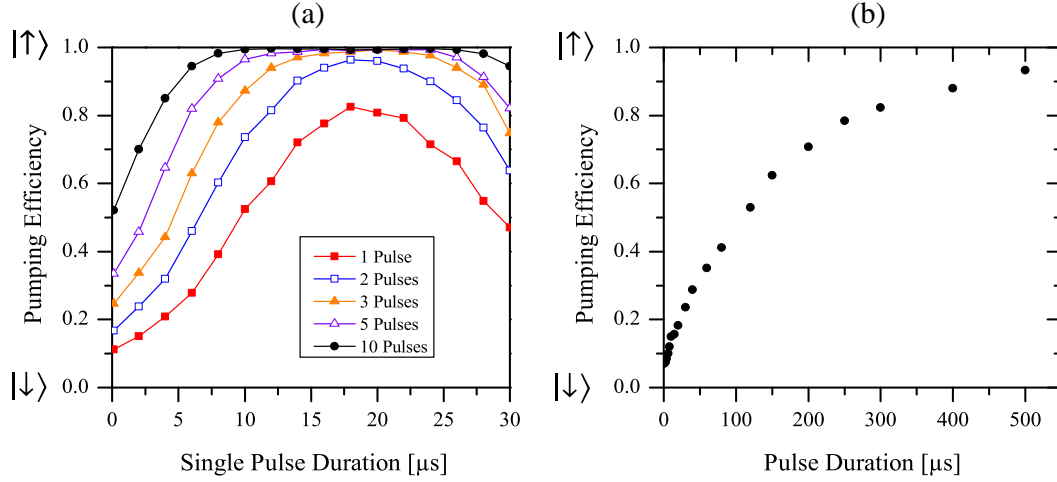 (a)
|↑⟩
1.0
0.8
0.6
0.4
0.2
0.0
|↓⟩
Pumping Efficiency
1 Pulse
2 Pulses
3 Pulses
5 Pulses
10 Pulses
0 5 10 15 20 25 30
Single Pulse Duration [µs]
(b)
|↑⟩
1.0
0.8
0.6
0.4
0.2
0.0
|↓⟩
Pumping Efficiency
0 100 200 300 400 500
Pulse Duration [µs]